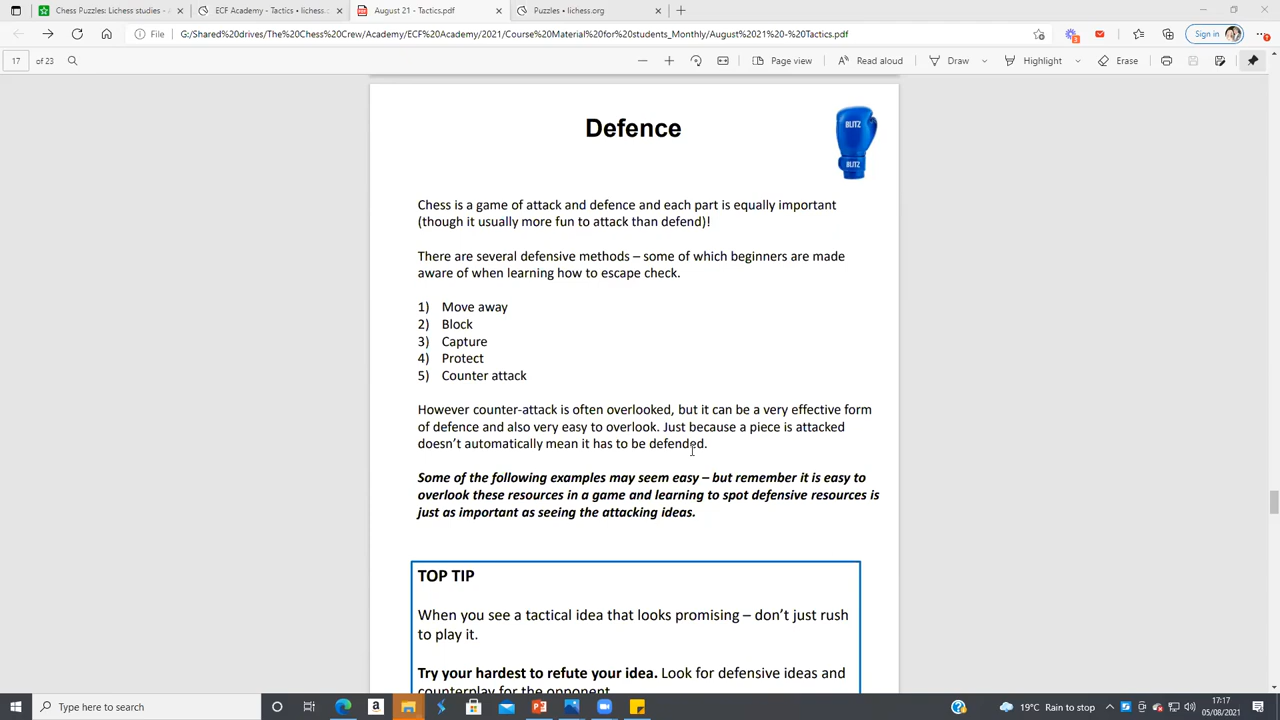 Chess Puzzles: Lichess studies - A
ECF Academy - Tactics • lichess.o
August 21 - Tactics.pdf
Puzzles • lichess.org
File
G:/Shared%20drives/The%20Chess%20Crew/Academy/ECF%20Academy/2021/Course%20Material%20for%20students_Monthly/August%2021%20-%20Tactics.pdf
Sign in
17 of 23
Page view
Read aloud
Draw
Highlight
Erase
Defence
BLITZ
BLITZ
Chess is a game of attack and defence and each part is equally important
(though it usually more fun to attack than defend)!
There are several defensive methods – some of which beginners are made
aware of when learning how to escape check.
1) Move away
2) Block
3) Capture
4) Protect
5) Counter attack
However counter-attack is often overlooked, but it can be a very effective form
of defence and also very easy to overlook. Just because a piece is attacked
doesn't automatically mean it has to be defended.
Some of the following examples may seem easy – but remember it is easy to
overlook these resources in a game and learning to spot defensive resources is
just as important as seeing the attacking ideas.
TOP TIP
When you see a tactical idea that looks promising – don't just rush
to play it.
Try your hardest to refute your idea. Look for defensive ideas and
counterplay for the opponent.
Type here to search
19°C Rain to stop
17:17
05/08/2021